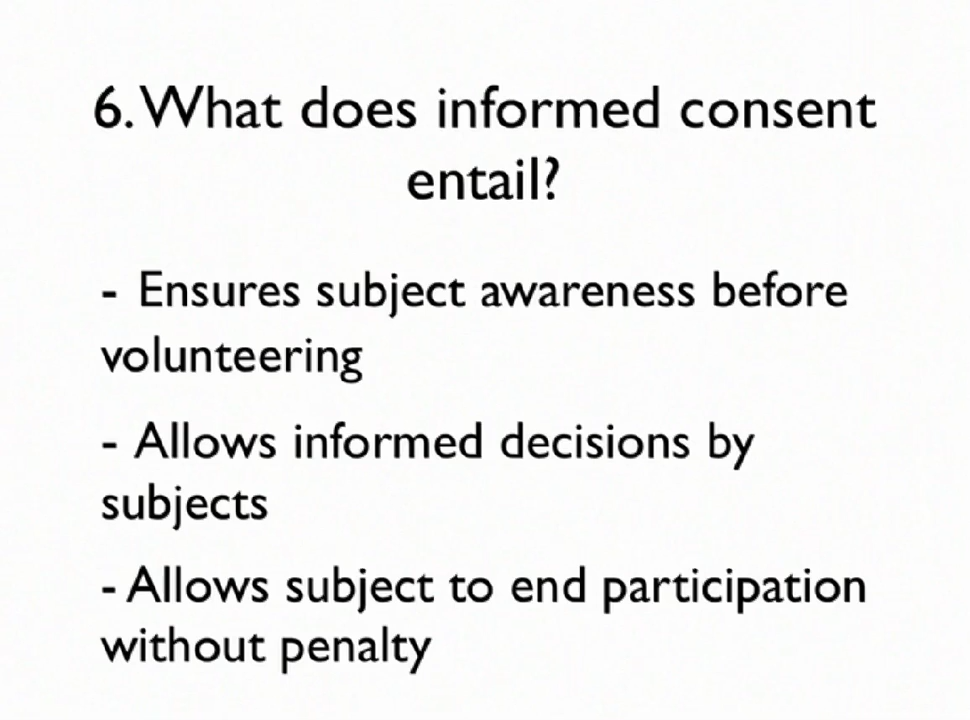 6. What does informed consent
entail?
- Ensures subject awareness before
volunteering
- Allows informed decisions by
subjects
- Allows subject to end participation
without penalty